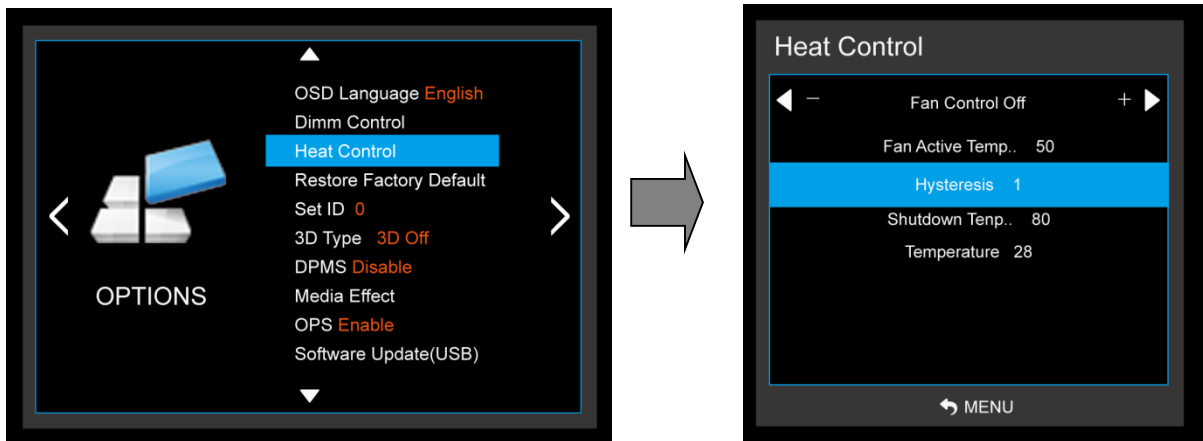 OSD Language English
Dimm Control
Heat Control
Restore Factory Default
Set ID 0
3D Type 3D Off
DPMS Disable
Media Effect
OPS Enable
Software Update(USB)
OPTIONS
Heat Control
− Fan Control Off +
Fan Active Temp.. 50
Hysteresis 1
Shutdown Tenp.. 80
Temperature 28
MENU